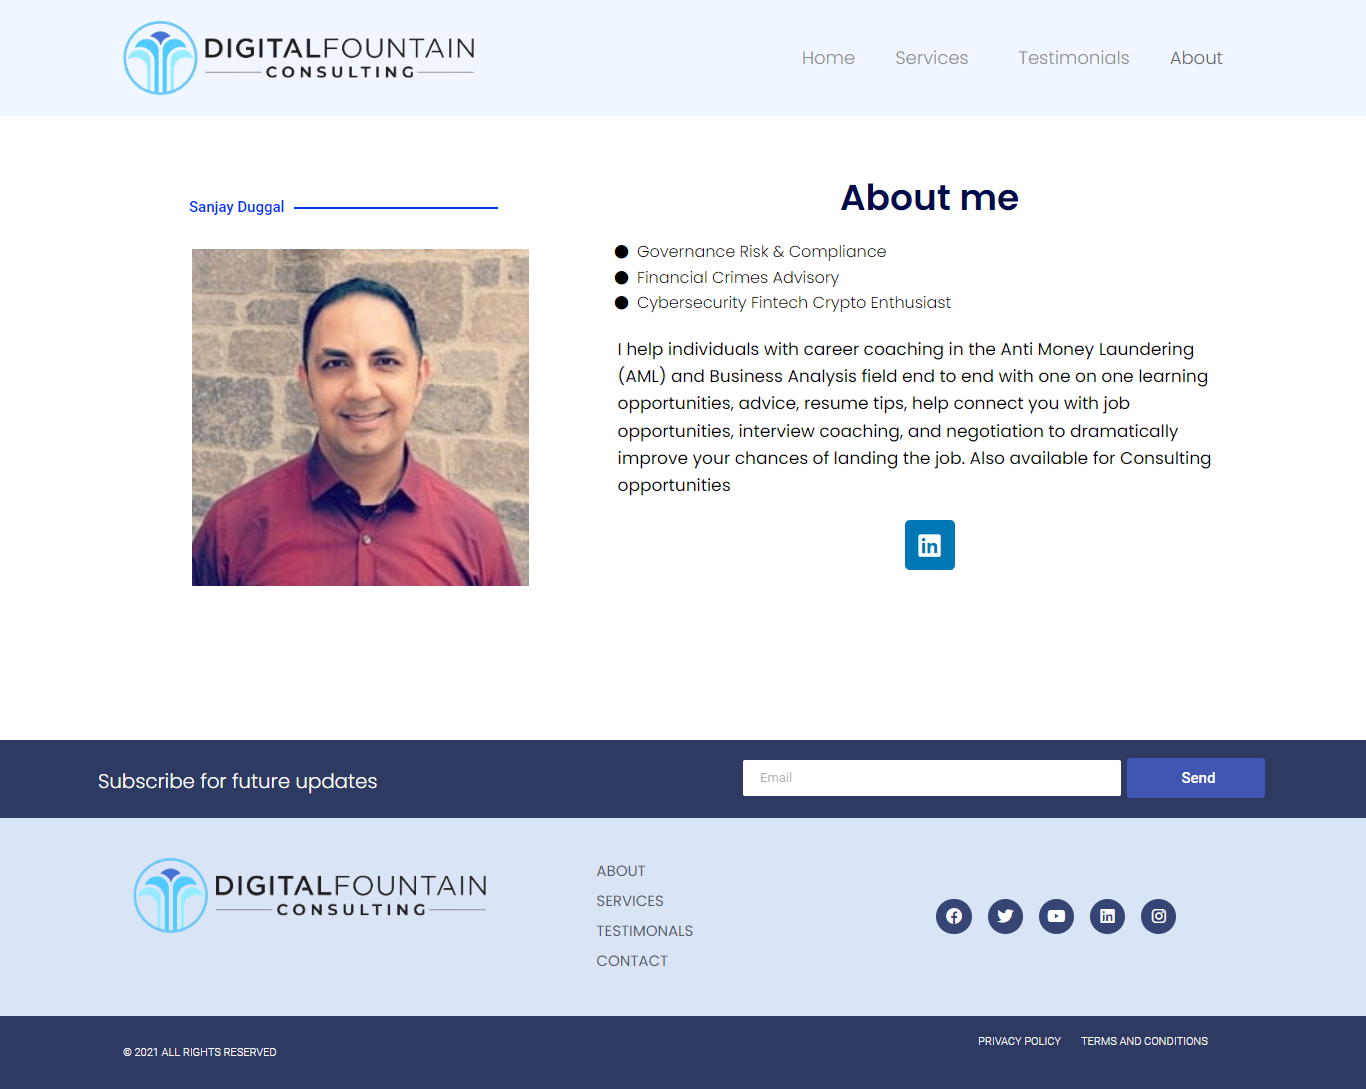 DIGITALFOUNTAIN
CONSULTING
Home Services Testimonials About
Sanjay Duggal
About me
Governance Risk & Compliance
Financial Crimes Advisory
Cybersecurity Fintech Crypto Enthusiast
I help individuals with career coaching in the Anti Money Laundering
(AML) and Business Analysis field end to end with one on one learning
opportunities, advice, resume tips, help connect you with job
opportunities, interview coaching, and negotiation to dramatically
improve your chances of landing the job. Also available for Consulting
opportunities
in
Subscribe for future updates
Email
Send
DIGITALFOUNTAIN
CONSULTING
ABOUT
SERVICES
TESTIMONALS
CONTACT
in
© 2021 ALL RIGHTS RESERVED
PRIVACY POLICY TERMS AND CONDITIONS